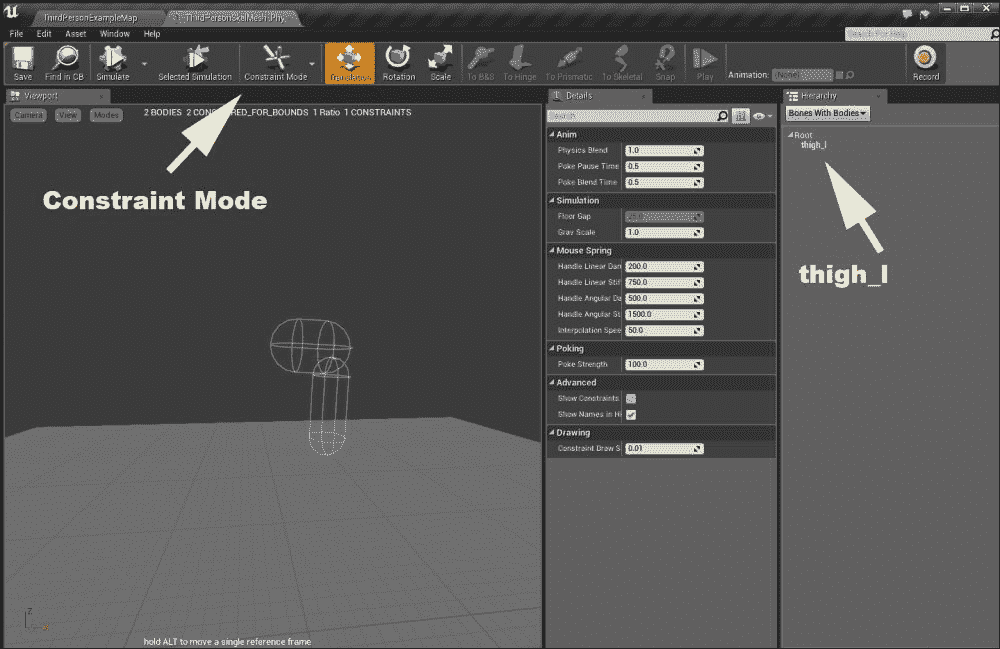 ThirdPersonExampleMap
ThirdPersonSkelMesh_Phy
File Edit Asset Window Help
Search For Help
Save Find in CB Simulate Selected Simulation Constraint Mode Translation Rotation Scale To B&S To Hinge To Prismatic To Skeletal Snap Play Animation: None Record
Viewport
Camera View Modes
2 BODIES 2 CONSIDERED_FOR_BOUNDS 1 Ratio 1 CONSTRAINTS
Constraint Mode
hold ALT to move a single reference frame
Z
Details
Search
Anim
Physics Blend 1.0
Poke Pause Time 0.5
Poke Blend Time 0.5
Simulation
Floor Gap
Gray Scale 1.0
Mouse Spring
Handle Linear Dam 200.0
Handle Linear Stif 750.0
Handle Angular Da 500.0
Handle Angular St 1500.0
Interpolation Spee 50.0
Poking
Poke Strength 100.0
Advanced
Show Constraints
Show Names in Hi
Drawing
Constraint Draw S 0.01
Hierarchy
Bones With Bodies
Root
thigh_l
thigh_l